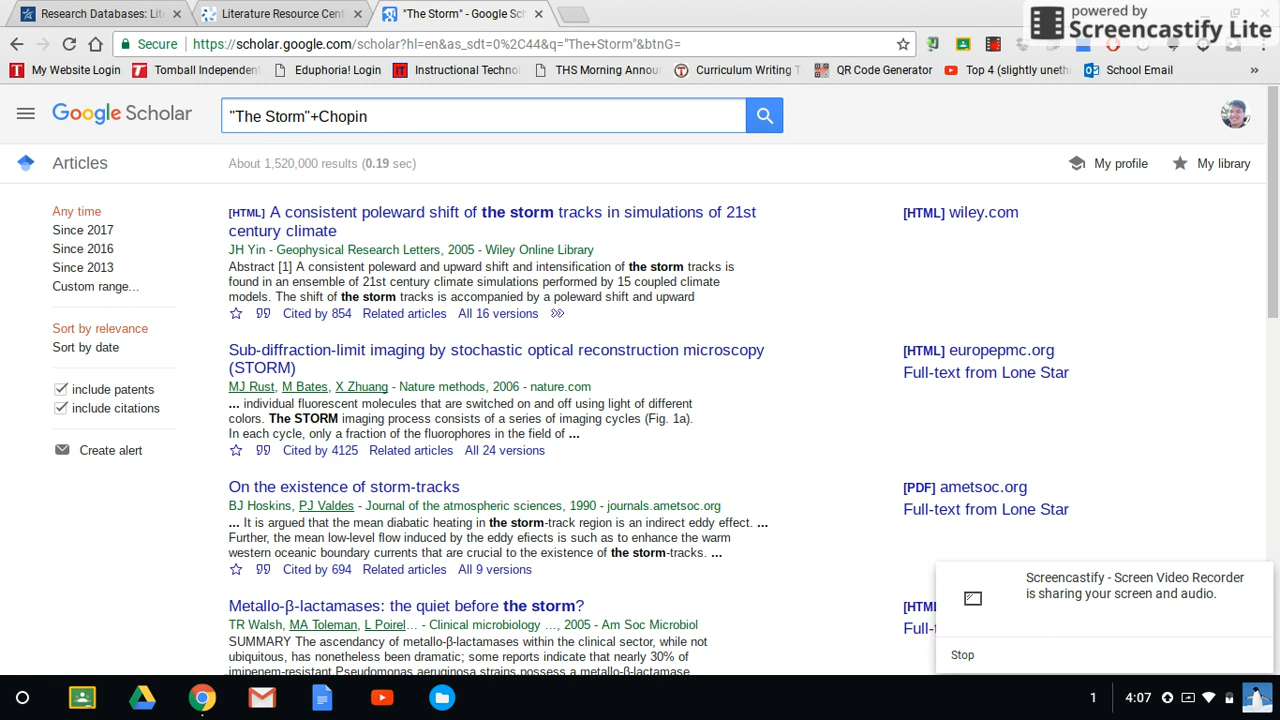 Research Databases: Lit
Literature Resource Cent
"The Storm" - Google Sch
powered by
Screencastify Lite
Secure
https://scholar.google.com/scholar?hl=en&as_sdt=0%2C44&q="The+Storm"&btnG=
My Website Login
Tomball Independent
Eduphoria! Login
Instructional Techno
THS Morning Annou
Curriculum Writing T
QR Code Generator
Top 4 (slightly uneth
School Email
»
Google Scholar
"The Storm"+Chopin
Articles
About 1,520,000 results (0.19 sec)
My profile
My library
Any time
Since 2017
Since 2016
Since 2013
Custom range...
Sort by relevance
Sort by date
include patents
include citations
Create alert
[HTML] A consistent poleward shift of the storm tracks in simulations of 21st
century climate
JH Yin - Geophysical Research Letters, 2005 - Wiley Online Library
Abstract [1] A consistent poleward and upward shift and intensification of the storm tracks is
found in an ensemble of 21st century climate simulations performed by 15 coupled climate
models. The shift of the storm tracks is accompanied by a poleward shift and upward
Cited by 854 Related articles All 16 versions
[HTML] wiley.com
Sub-diffraction-limit imaging by stochastic optical reconstruction microscopy
(STORM)
MJ Rust, M Bates, X Zhuang - Nature methods, 2006 - nature.com
... individual fluorescent molecules that are switched on and off using light of different
colors. The STORM imaging process consists of a series of imaging cycles (Fig. 1a).
In each cycle, only a fraction of the fluorophores in the field of ...
Cited by 4125 Related articles All 24 versions
[HTML] europepmc.org
Full-text from Lone Star
On the existence of storm-tracks
BJ Hoskins, PJ Valdes - Journal of the atmospheric sciences, 1990 - journals.ametsoc.org
... It is argued that the mean diabatic heating in the storm-track region is an indirect eddy effect. ...
Further, the mean low-level flow induced by the eddy efiects is such as to enhance the warm
western oceanic boundary currents that are crucial to the existence of the storm-tracks. ...
Cited by 694 Related articles All 9 versions
[PDF] ametsoc.org
Full-text from Lone Star
Metallo-β-lactamases: the quiet before the storm?
TR Walsh, MA Toleman, L Poirel... - Clinical microbiology ..., 2005 - Am Soc Microbiol
SUMMARY The ascendancy of metallo-β-lactamases within the clinical sector, while not
ubiquitous, has nonetheless been dramatic; some reports indicate that nearly 30% of
imipenem-resistant Pseudomonas aeruginosa strains possess a metallo-β-lactamase
[HTM
Full-
Screencastify - Screen Video Recorder
is sharing your screen and audio.
Stop
1
4:07